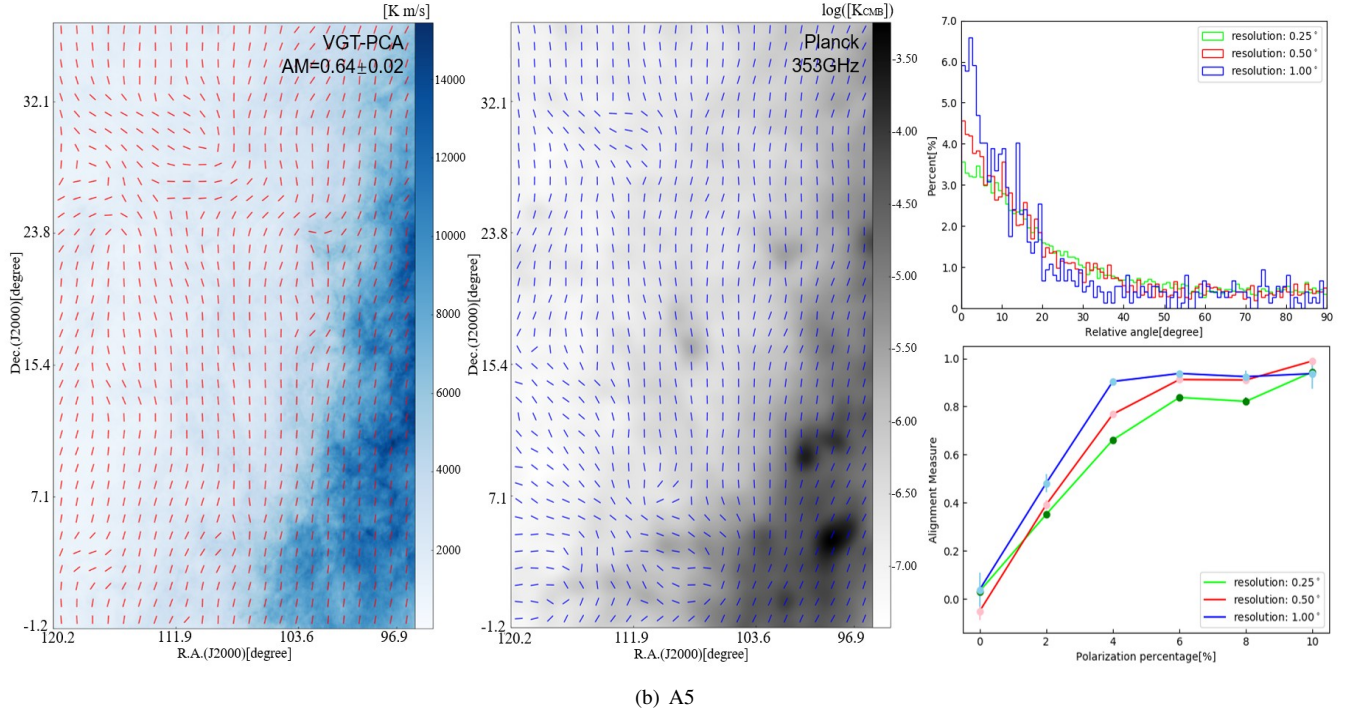 [K m/s]
VGT-PCA
AM=0.64±0.02
14000
12000
10000
8000
6000
4000
2000
32.1
23.8
15.4
7.1
-1.2
120.2
111.9
103.6
96.9
Dec.(J2000)[degree]
R.A.(J2000)[degree]
log([KCMB])
Planck
353GHz
-3.50
-4.00
-4.50
-5.00
-5.50
-6.00
-6.50
-7.00
32.1
23.8
15.4
7.1
-1.2
120.2
111.9
103.6
96.9
Dec.(J2000)[degree]
R.A.(J2000)[degree]
7.0
6.0
5.0
4.0
3.0
2.0
1.0
0
Percent[%]
resolution: 0.25°
resolution: 0.50°
resolution: 1.00°
0 10 20 30 40 50 60 70 80 90
Relative angle[degree]
1.0
0.8
0.6
0.4
0.2
0.0
Alignment Measure
resolution: 0.25°
resolution: 0.50°
resolution: 1.00°
0 2 4 6 8 10
Polarization percentage[%]
(b) A5